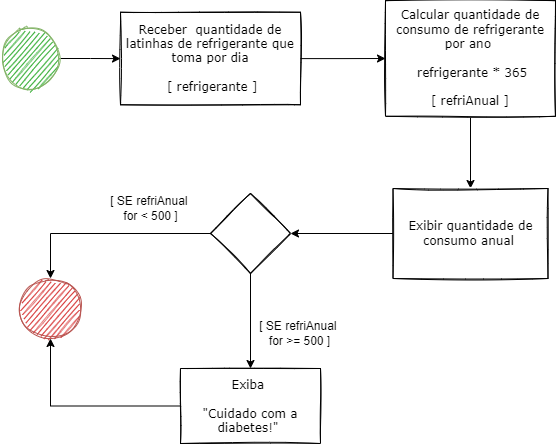 Receber quantidade de
latinhas de refrigerante que
toma por dia
[ refrigerante ]
Calcular quantidade de
consumo de refrigerante
por ano
refrigerante * 365
[ refriAnual ]
Exibir quantidade de
consumo anual
[ SE refriAnual
for < 500 ]
[ SE refriAnual
for >= 500 ]
Exiba
"Cuidado com a
diabetes!"